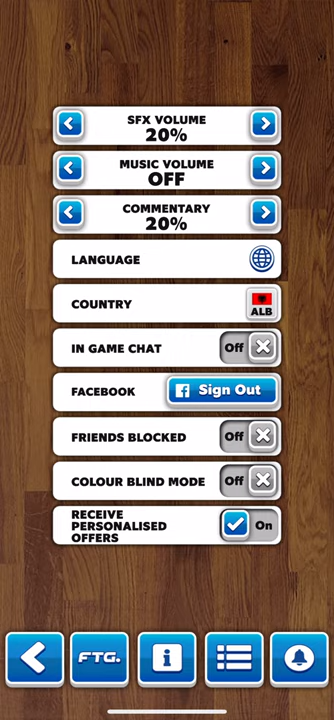 SFX VOLUME
20%
MUSIC VOLUME
OFF
COMMENTARY
20%
LANGUAGE
COUNTRY
ALB
IN GAME CHAT
Off
FACEBOOK
f Sign Out
FRIENDS BLOCKED
Off
COLOUR BLIND MODE
Off
RECEIVE
PERSONALISED
OFFERS
On
FTG.
i